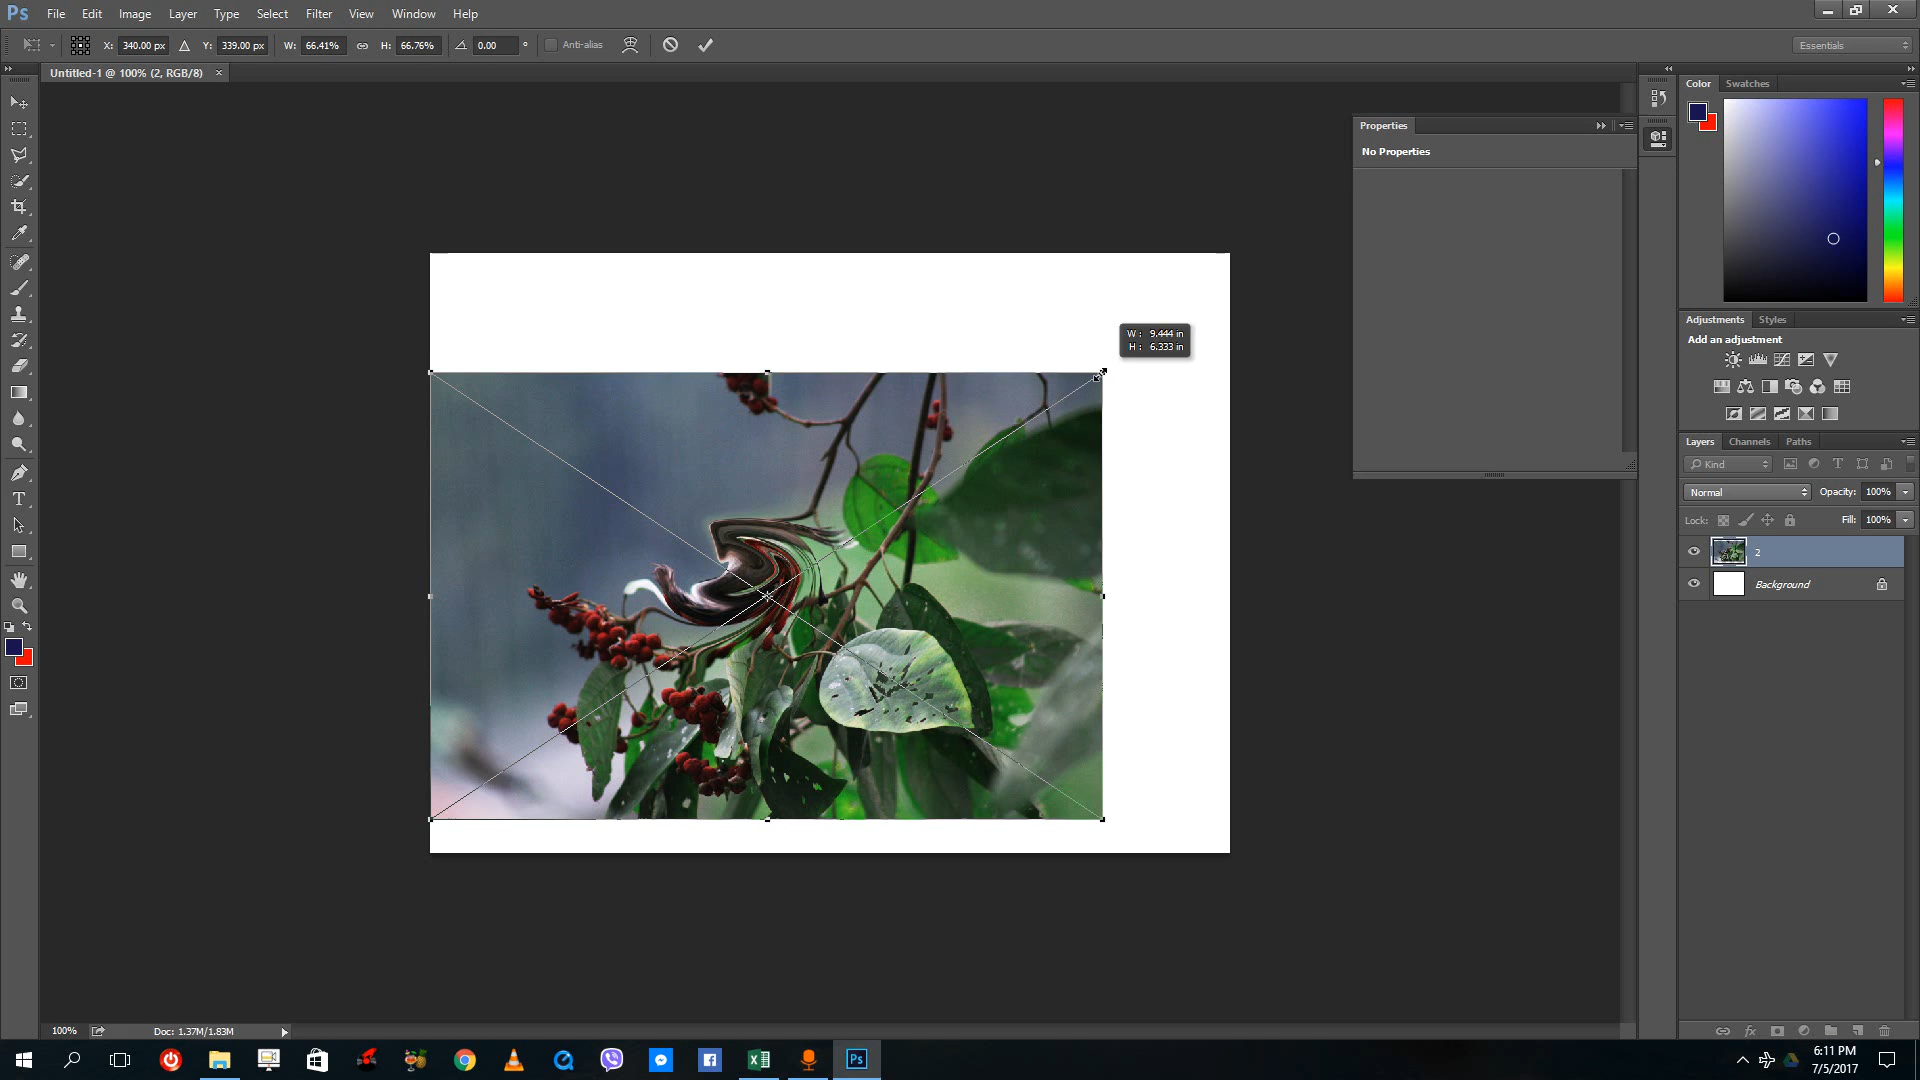 Ps File Edit Image Layer Type Select Filter View Window Help
X: 340.00 px Y: 339.00 px W: 66.41% H: 66.76% 0.00 ° Anti-alias Essentials
Untitled-1 @ 100% (2, RGB/8) ×
Color Swatches
Properties
No Properties
W : 9.444 in
H : 6.333 in
Adjustments Styles
Add an adjustment
Layers Channels Paths
Kind
Normal Opacity: 100%
Lock: Fill: 100%
2
Background
T
100% Doc: 1.37M/1.83M
fx
Ps
6:11 PM
7/5/2017